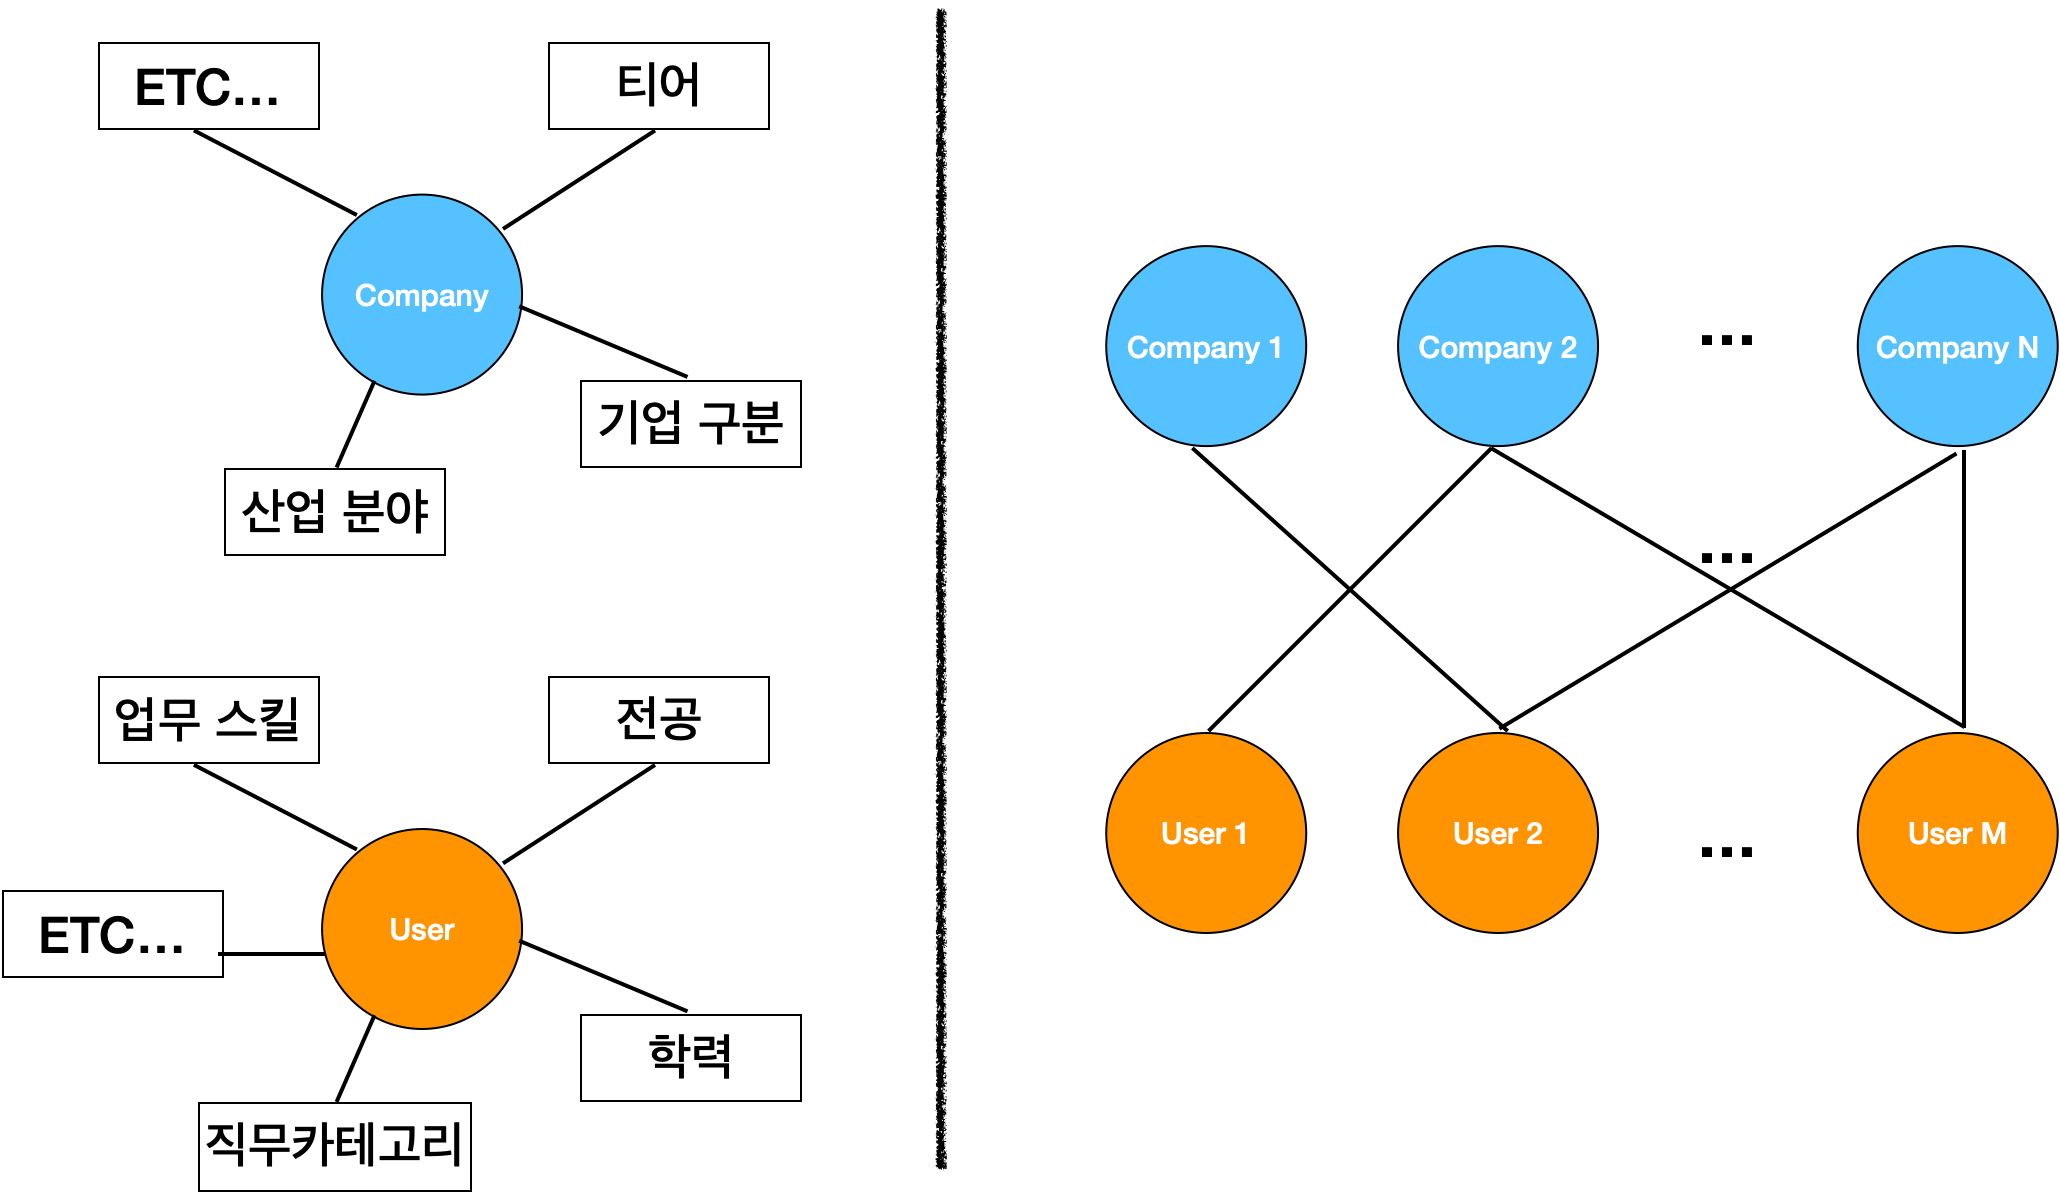 ETC...
티어
Company
기업 구분
산업 분야
업무 스킬
전공
ETC...
User
학력
직무카테고리
Company 1
Company 2
...
Company N
...
User 1
User 2
...
User M